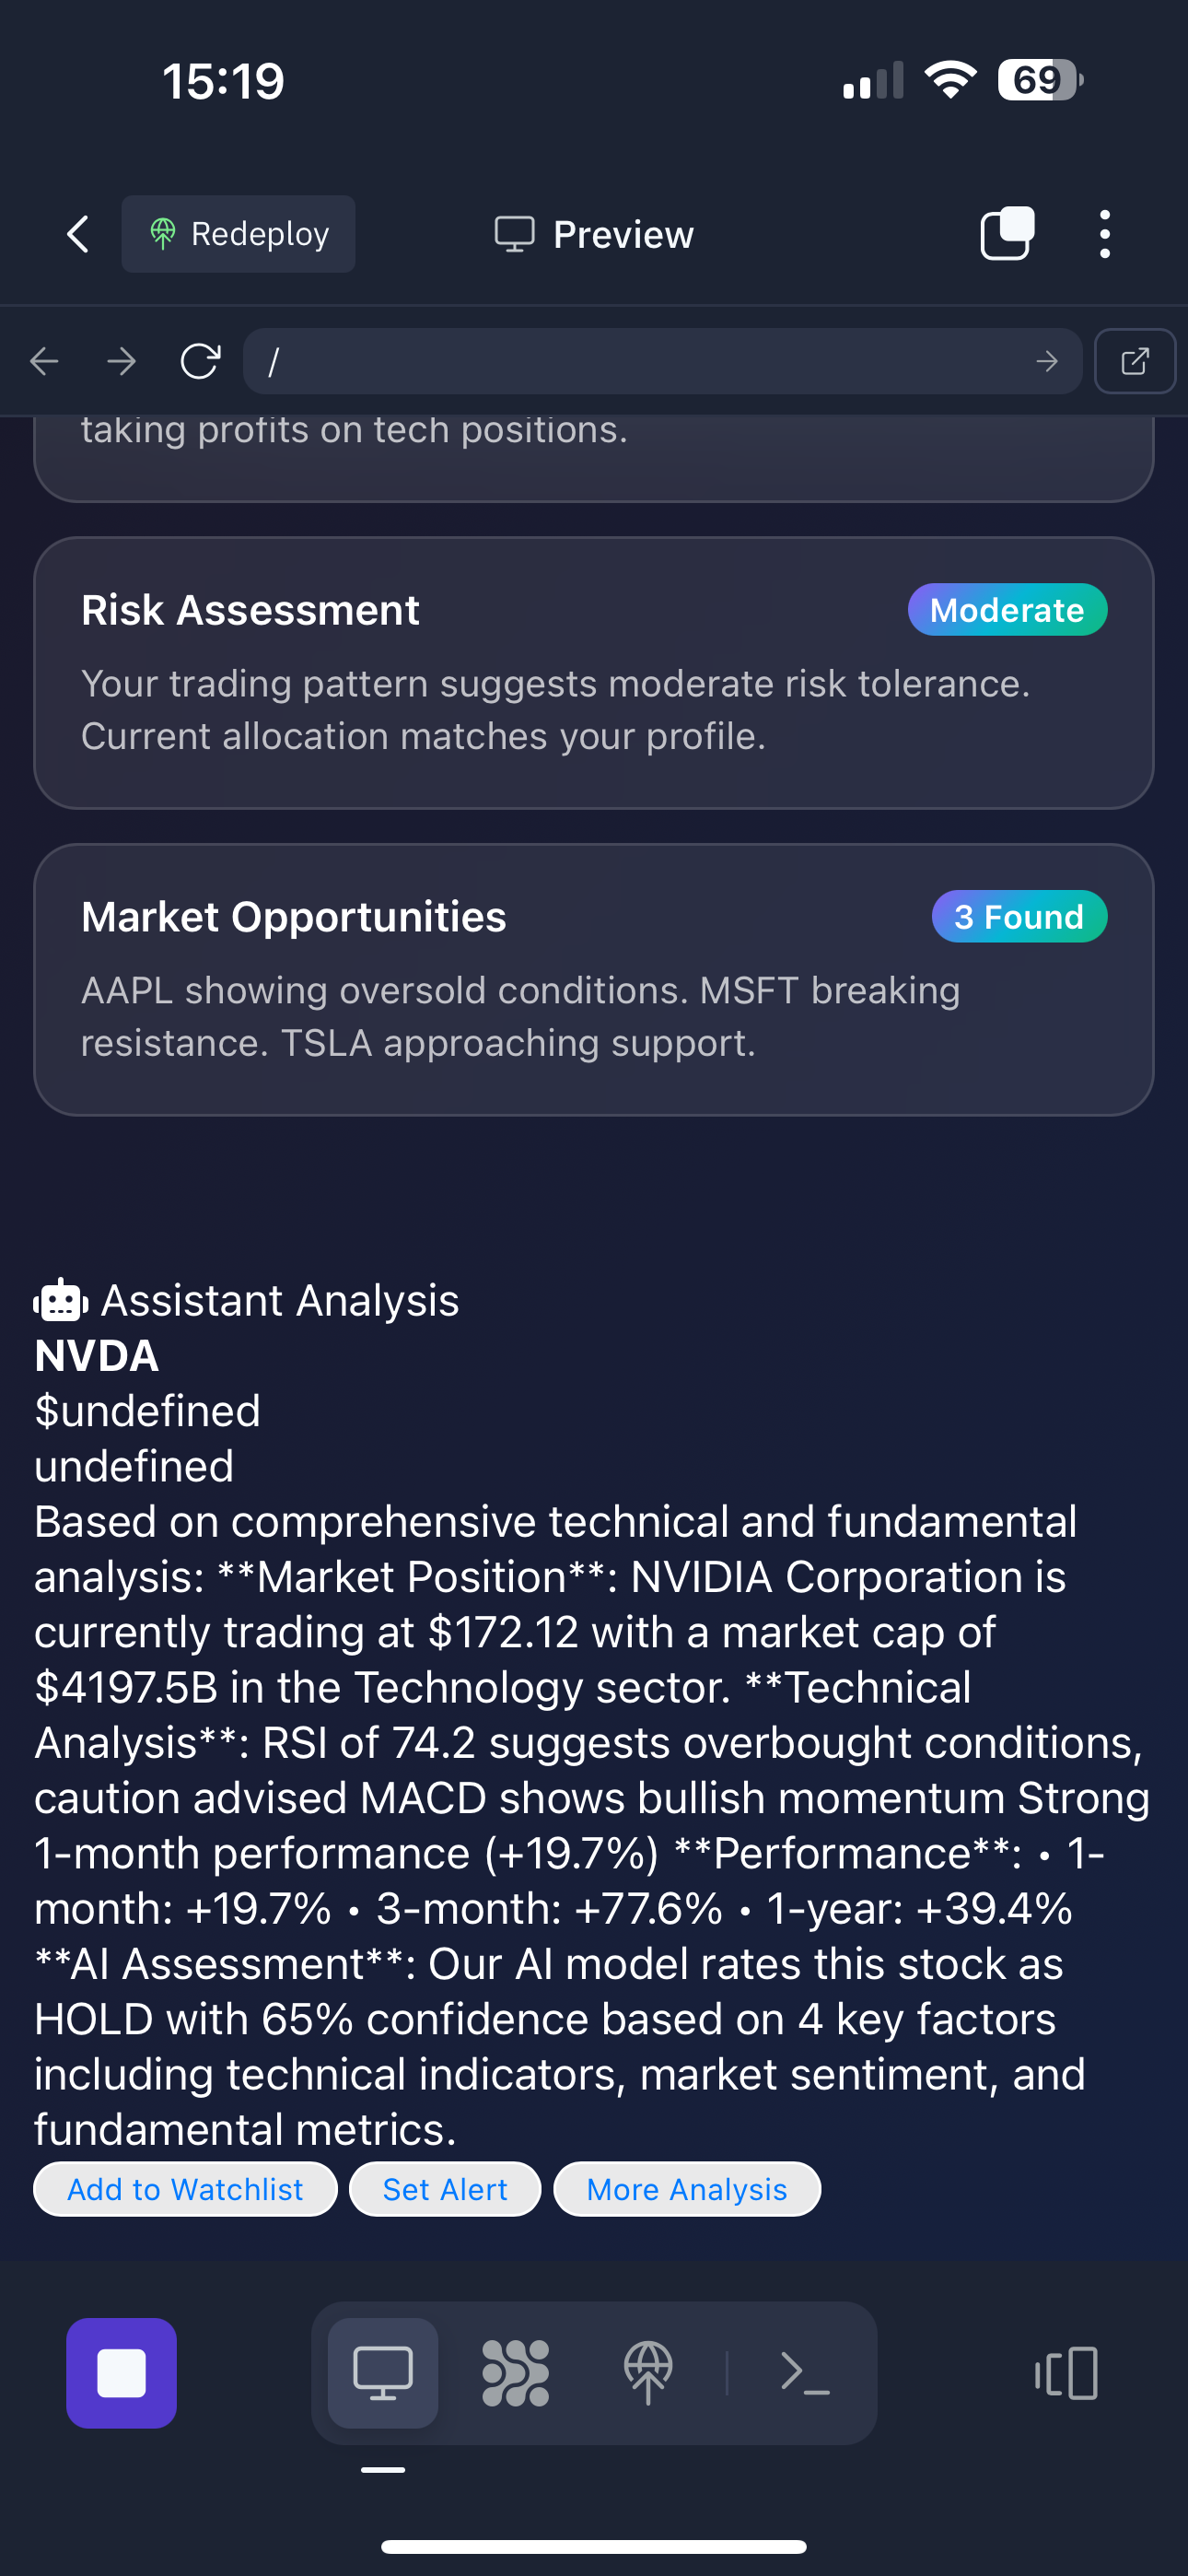 15:19
69
Redeploy
Preview
/
taking profits on tech positions.
Risk Assessment
Moderate
Your trading pattern suggests moderate risk tolerance.
Current allocation matches your profile.
Market Opportunities
3 Found
AAPL showing oversold conditions. MSFT breaking
resistance. TSLA approaching support.
Assistant Analysis
NVDA
$undefined
undefined
Based on comprehensive technical and fundamental
analysis: **Market Position**: NVIDIA Corporation is
currently trading at $172.12 with a market cap of
$4197.5B in the Technology sector. **Technical
Analysis**: RSI of 74.2 suggests overbought conditions,
caution advised MACD shows bullish momentum Strong
1-month performance (+19.7%) **Performance**: • 1-
month: +19.7% • 3-month: +77.6% • 1-year: +39.4%
**AI Assessment**: Our AI model rates this stock as
HOLD with 65% confidence based on 4 key factors
including technical indicators, market sentiment, and
fundamental metrics.
Add to Watchlist
Set Alert
More Analysis